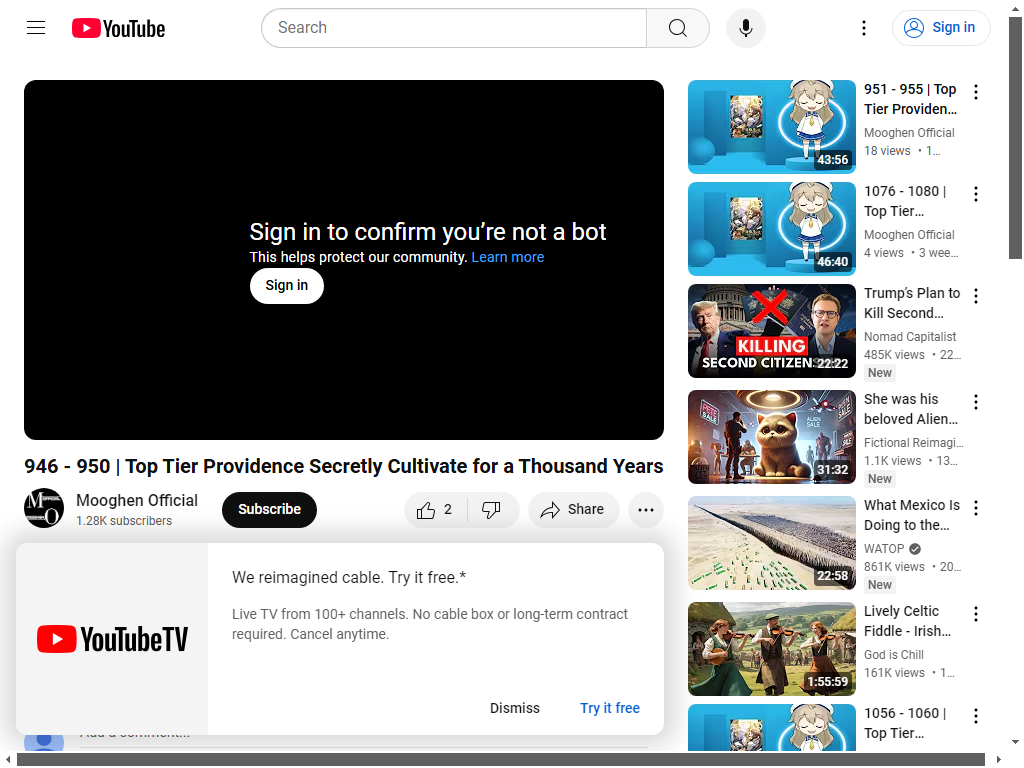 YouTube
Search
Sign in
Sign in to confirm you're not a bot
This helps protect our community. Learn more
Sign in
946 - 950 | Top Tier Providence Secretly Cultivate for a Thousand Years
Mooghen Official
1.28K subscribers
Subscribe
2
Share
YouTubeTV
We reimagined cable. Try it free.*
Live TV from 100+ channels. No cable box or long-term contract
required. Cancel anytime.
Dismiss
Try it free
Add a comment...
43:56
951 - 955 | Top
Tier Providen...
Mooghen Official
18 views • 1...
46:40
1076 - 1080 |
Top Tier...
Mooghen Official
4 views • 3 wee...
KILLING
SECOND CITIZEN
22:22
Trump's Plan to
Kill Second...
Nomad Capitalist
485K views • 22...
New
PETE
SALE
ALIEN
SALE
31:32
She was his
beloved Alien...
Fictional Reimagi...
1.1K views • 13...
New
22:58
What Mexico Is
Doing to the...
WATOP
861K views • 20...
New
1:55:59
Lively Celtic
Fiddle - Irish...
God is Chill
161K views • 1...
1056 - 1060 |
Top Tier...